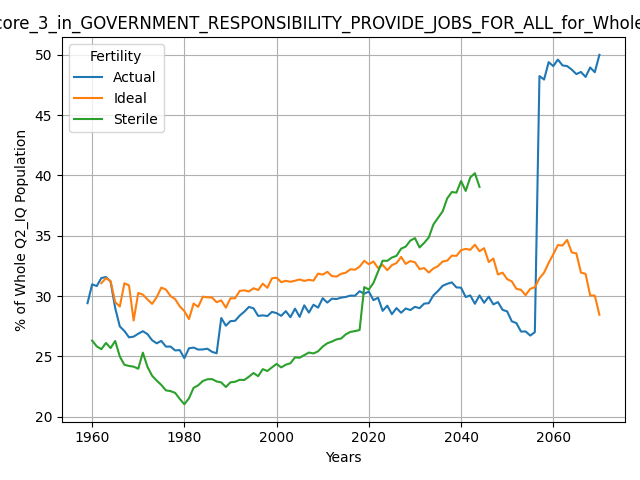 core_3_in_GOVERNMENT_RESPONSIBILITY_PROVIDE_JOBS_FOR_ALL_for_Whole
Fertility
Actual
Ideal
Sterile
% of Whole Q2_IQ Population
50
45
40
35
30
25
20
1960 1980 2000 2020 2040 2060
Years